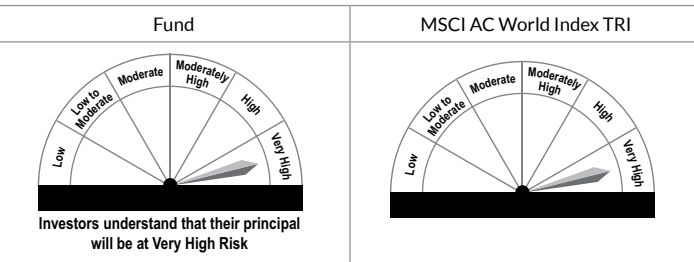 Fund
MSCI AC World Index TRI
Low
Low to
Moderate
Moderate
Moderately
High
High
Very High
Investors understand that their principal
will be at Very High Risk
Low
Low to
Moderate
Moderate
Moderately
High
High
Very High